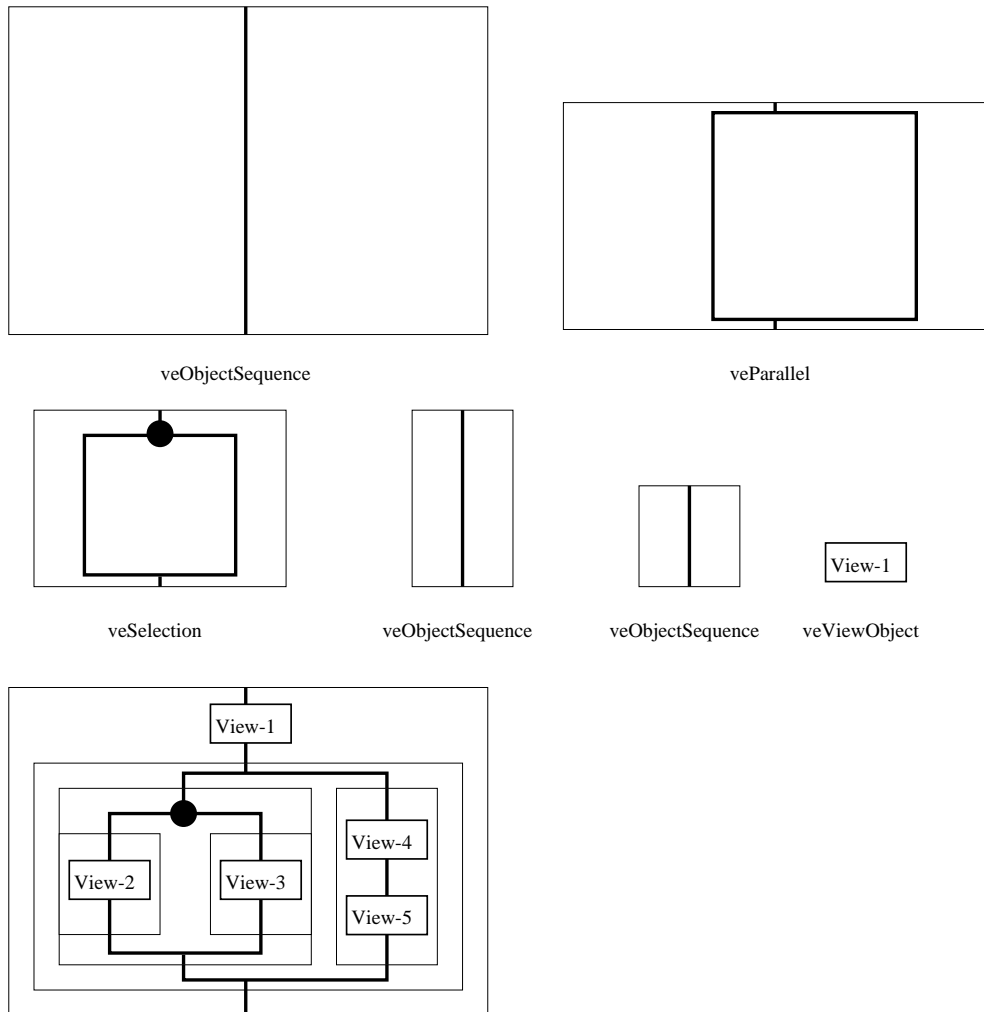 veObjectSequence
veParallel
View-1
veSelection
veObjectSequence
veObjectSequence
veViewObject
View-1
View-4
View-2
View-3
View-5